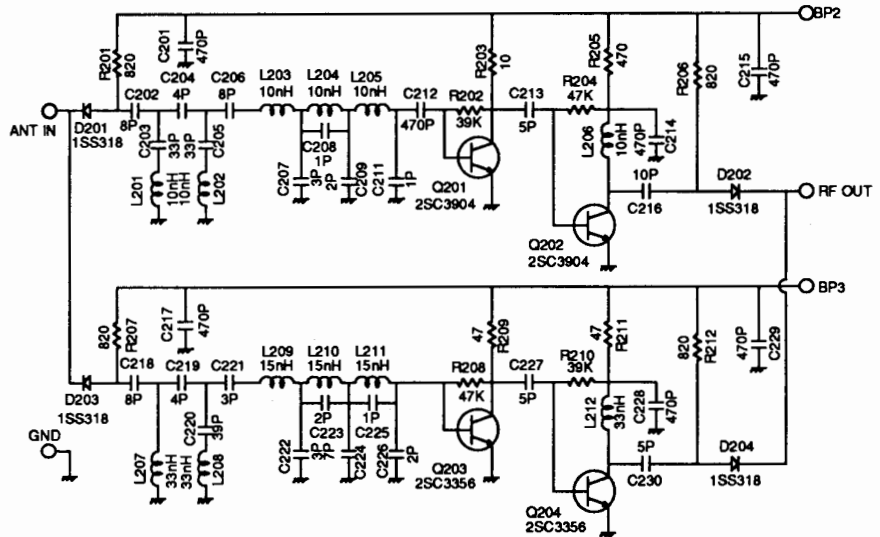 BP2
C201
470P
R201
820
C204
4P
C202
8P
C206
8P
L203
10nH
L204
10nH
L205
10nH
C212
470P
R203
10
R202
39K
C213
5P
R204
47K
R205
470
R206
820
C215
470P
ANT IN
D201
1SS318
C203
33P
33P
C205
L201
10nH
10nH
L202
C208
1P
C207
3P
2P
C209
C211
1P
Q201
2SC3904
L206
10nH
470P
C214
10P
C216
D202
1SS318
RF OUT
Q202
2SC3904
BP3
C217
470P
820
R207
C218
8P
C219
4P
C221
3P
L209
15nH
L210
15nH
L211
15nH
47
R209
R208
47K
C227
5P
R210
39K
47
R211
820
R212
470P
C229
D203
1SS318
C220
39P
L207
33nH
33nH
L208
2P
C223
1P
C225
C222
3P
7P
C224
C226
2P
Q203
2SC3356
L212
33nH
C228
470P
5P
C230
D204
1SS318
GND
Q204
2SC3356